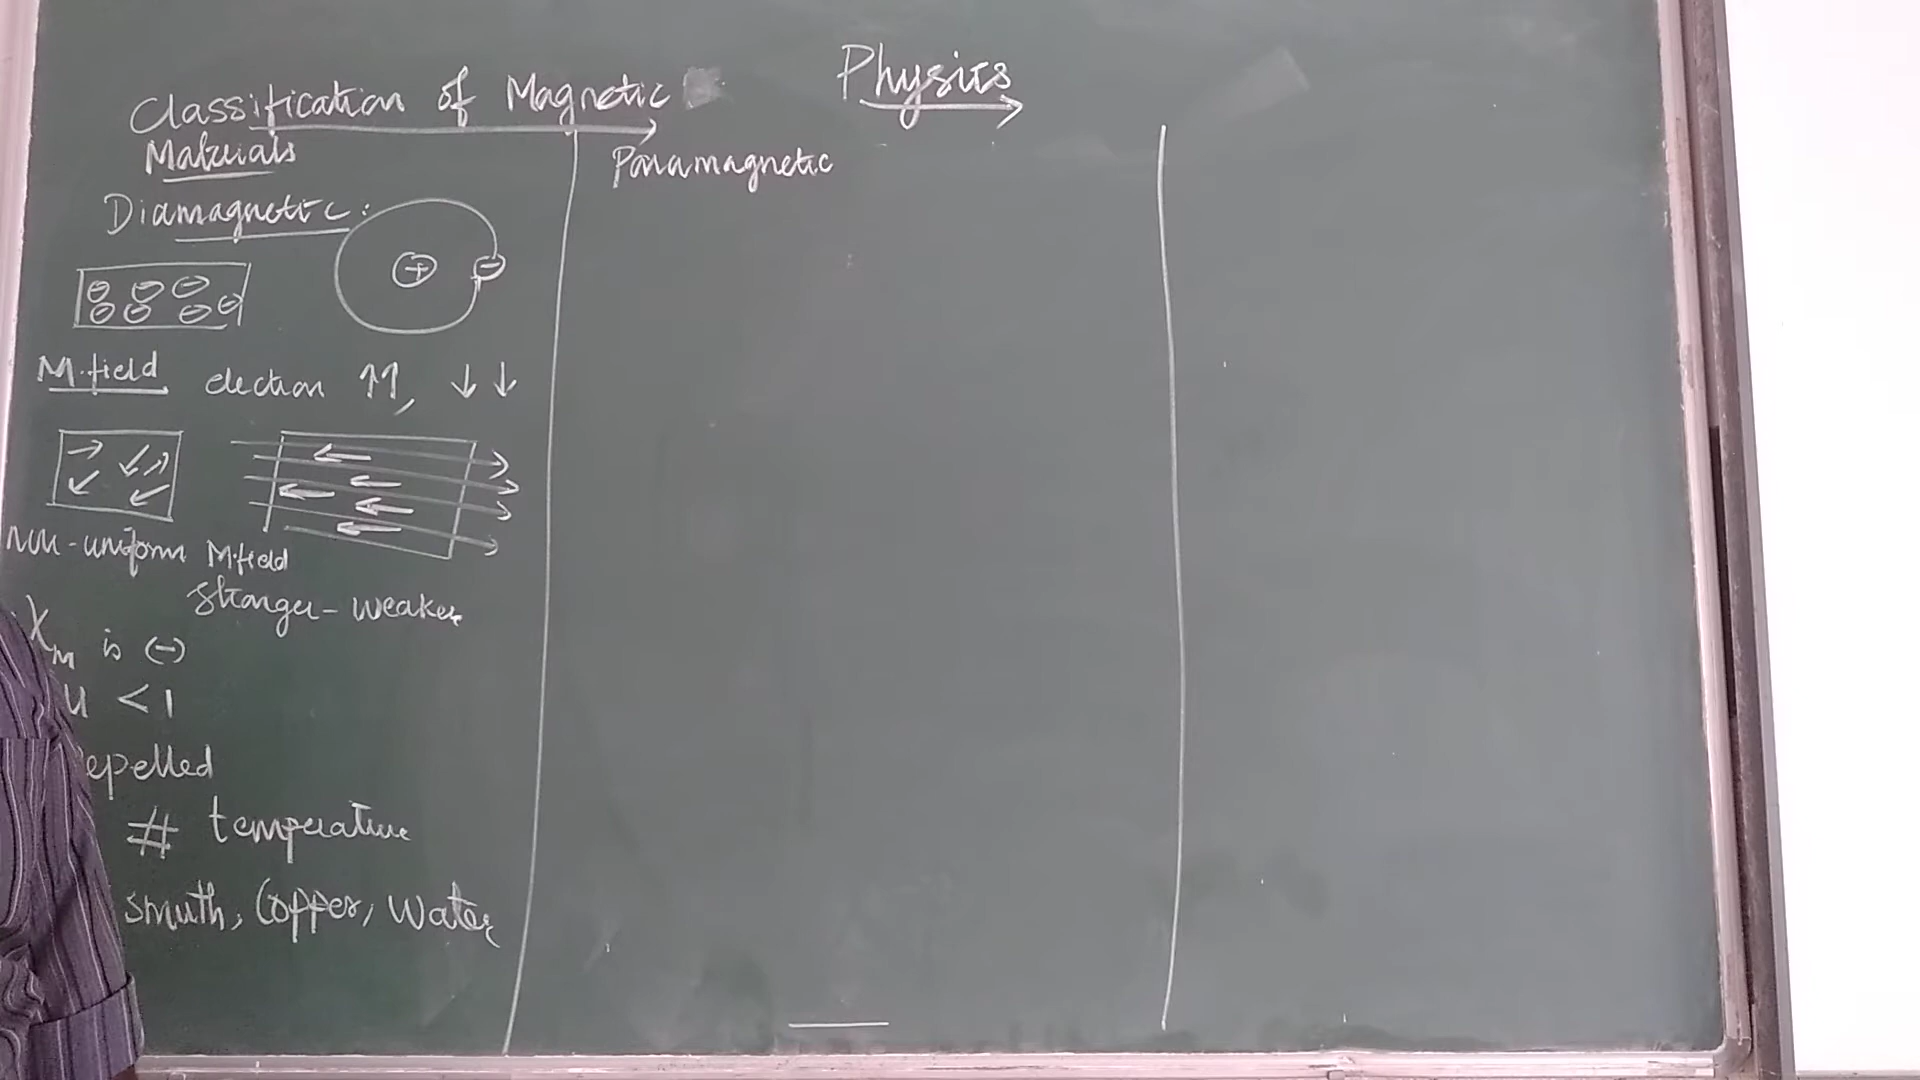 Physics
Classification of Magnetic
Materials
Diamagnetic:
+ -
M.field electron ↑↑, ↓ ↓
non-uniform M.field
stronger - weaker
χm is (-)
μ < 1
epelled
# temperature
smuth, Copper, Water
Paramagnetic